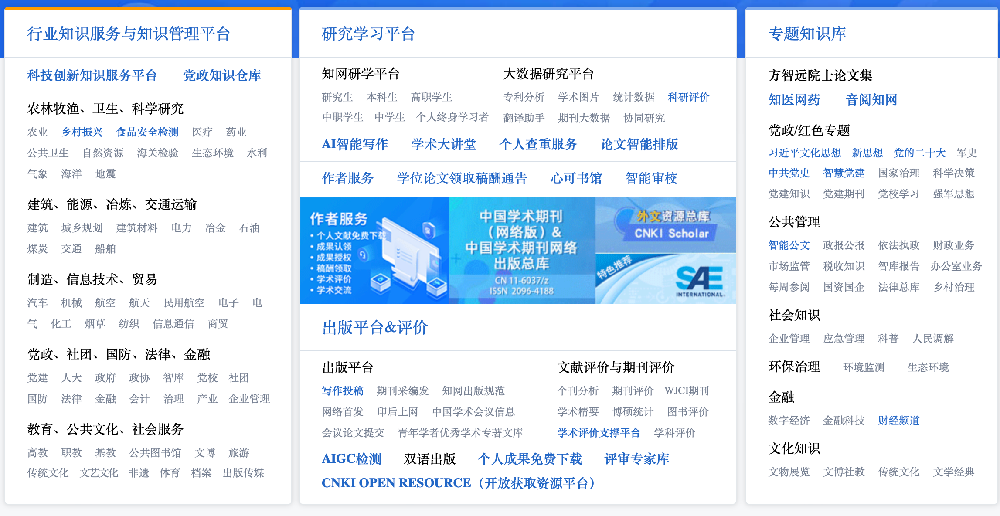 行业知识服务与知识管理平台
科技创新知识服务平台 党政知识仓库
农林牧渔、卫生、科学研究
农业 乡村振兴 食品安全检测 医疗 药业
公共卫生 自然资源 海关检验 生态环境 水利
气象 海洋 地震
建筑、能源、冶炼、交通运输
建筑 城乡规划 建筑材料 电力 冶金 石油
煤炭 交通 船舶
制造、信息技术、贸易
汽车 机械 航空 航天 民用航空 电子 电
气 化工 烟草 纺织 信息通信 商贸
党政、社团、国防、法律、金融
党建 人大 政府 政协 智库 党校 社团
国防 法律 金融 会计 治理 产业 企业管理
教育、公共文化、社会服务
高教 职教 基教 公共图书馆 文博 旅游
传统文化 文艺文化 非遗 体育 档案 出版传媒
研究学习平台
知网研学平台
研究生 本科生 高职学生
中职学生 中学生 个人终身学习者
大数据研究平台
专利分析 学术图片 统计数据 科研评价
翻译助手 期刊大数据 协同研究
AI智能写作 学术大讲堂 个人查重服务 论文智能排版
作者服务 学位论文领取稿酬通告 心可书馆 智能审校
作者服务
• 个人文献免费下载
• 成果认领
• 成果授权
• 稿酬领取
• 学术评价
• 学术交流
中国学术期刊
（网络版）&
中国学术期刊网络
出版总库
CN 11-6037/z
ISSN 2096-4188
外文资源总库
CNKI Scholar
特色推荐
SAE
INTERNATIONAL.
出版平台&评价
出版平台
写作投稿 期刊采编发 知网出版规范
网络首发 印后上网 中国学术会议信息
会议论文提交 青年学者优秀学术专著文库
文献评价与期刊评价
个刊分析 期刊评价 WJCI期刊
学术精要 博硕统计 图书评价
学术评价支撑平台 学科评价
AIGC检测 双语出版 个人成果免费下载 评审专家库
CNKI OPEN RESOURCE（开放获取资源平台）
专题知识库
方智远院士论文集
知医网药 音阅知网
党政/红色专题
习近平文化思想 新思想 党的二十大 军史
中共党史 智慧党建 国家治理 科学决策
党建知识 党建期刊 党校学习 强军思想
公共管理
智能公文 政报公报 依法执政 财政业务
市场监管 税收知识 智库报告 办公室业务
每周参阅 国资国企 法律总库 乡村治理
社会知识
企业管理 应急管理 科普 人民调解
环保治理 环境监测 生态环境
金融
数字经济 金融科技 财经频道
文化知识
文物展览 文博社教 传统文化 文学经典